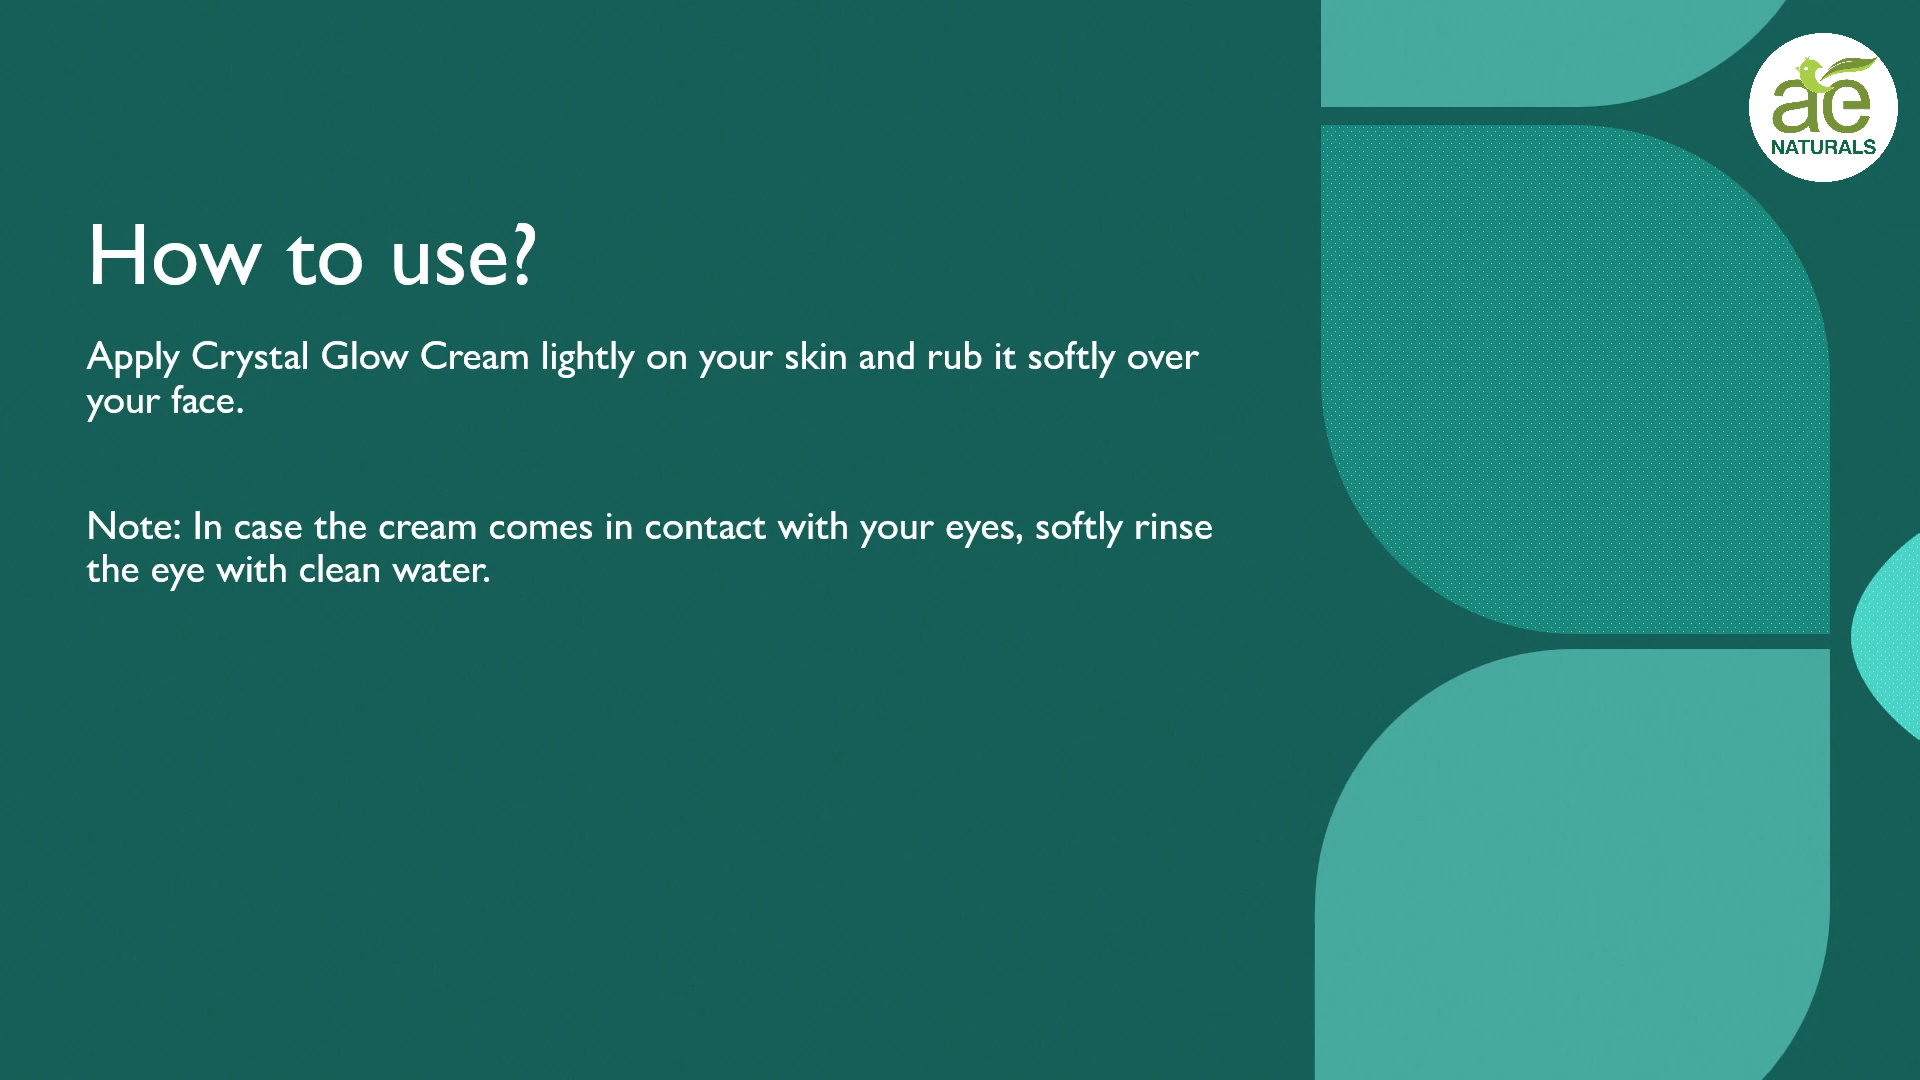 ae
NATURALS
How to use?
Apply Crystal Glow Cream lightly on your skin and rub it softly over
your face.
Note: In case the cream comes in contact with your eyes, softly rinse
the eye with clean water.